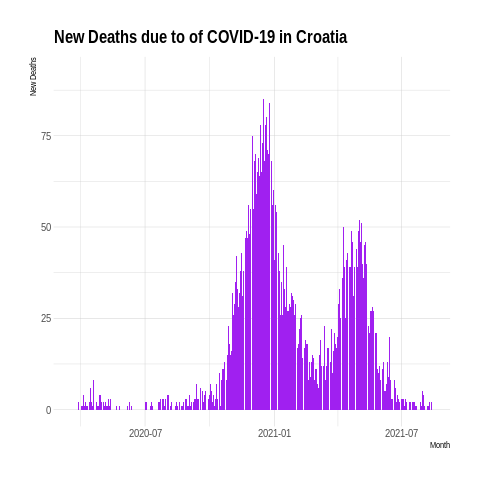 New Deaths due to of COVID-19 in Croatia
New Deaths
75
50
25
0
2020-07
2021-01
2021-07
Month